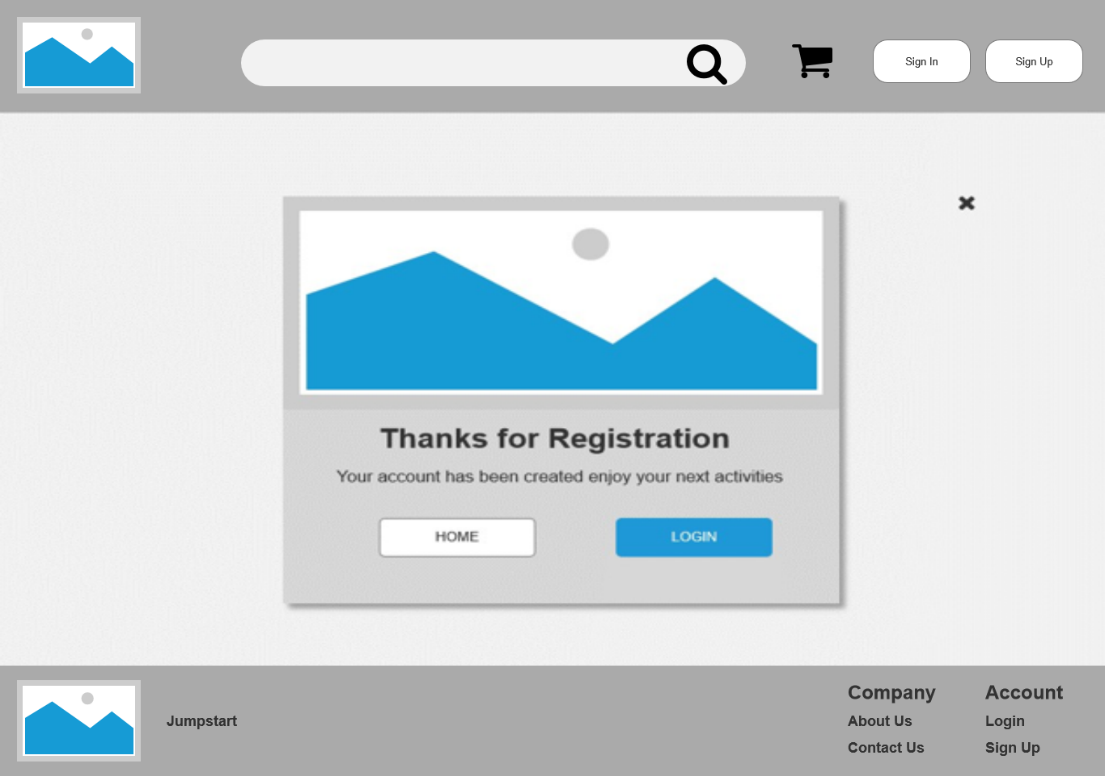 Sign In
Sign Up
Thanks for Registration
Your account has been created enjoy your next activities
HOME
LOGIN
Jumpstart
Company
About Us
Contact Us
Account
Login
Sign Up